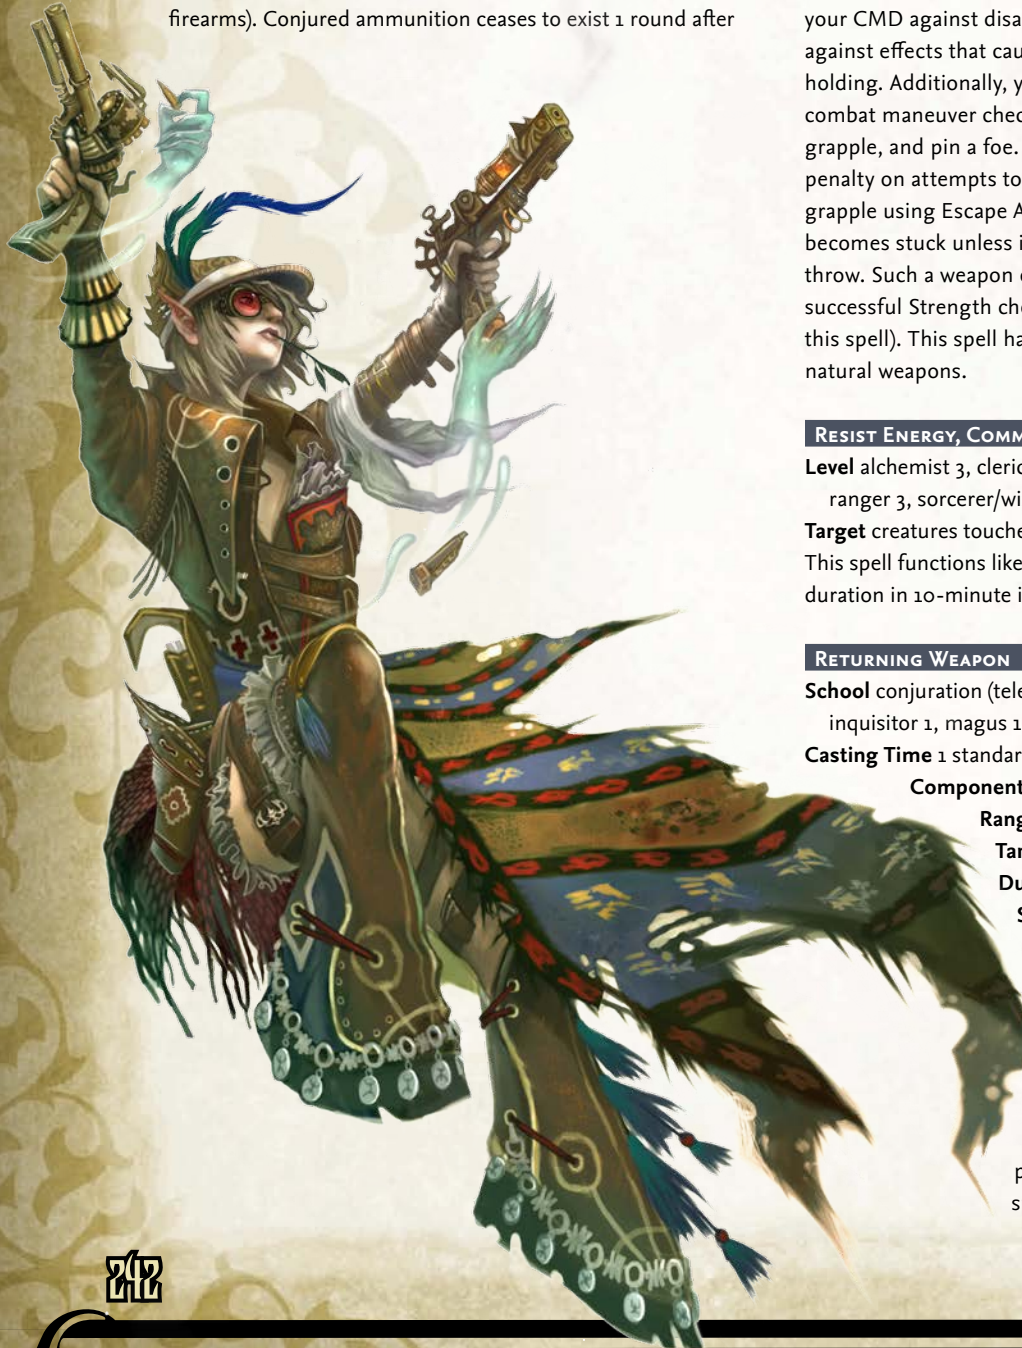 firearms). Conjured ammunition ceases to exist 1 round after
your CMD against disa
against effects that cau
holding. Additionally, y
combat maneuver chec
grapple, and pin a foe.
penalty on attempts to
grapple using Escape A
becomes stuck unless i
throw. Such a weapon c
successful Strength che
this spell). This spell ha
natural weapons.
Resist Energy, Comm
Level alchemist 3, cleric
ranger 3, sorcerer/wi
Target creatures touche
This spell functions like
duration in 10-minute i
Returning Weapon
School conjuration (tele
inquisitor 1, magus 1
Casting Time 1 standar
Component
Rang
Tar
Du
S
p
s
242